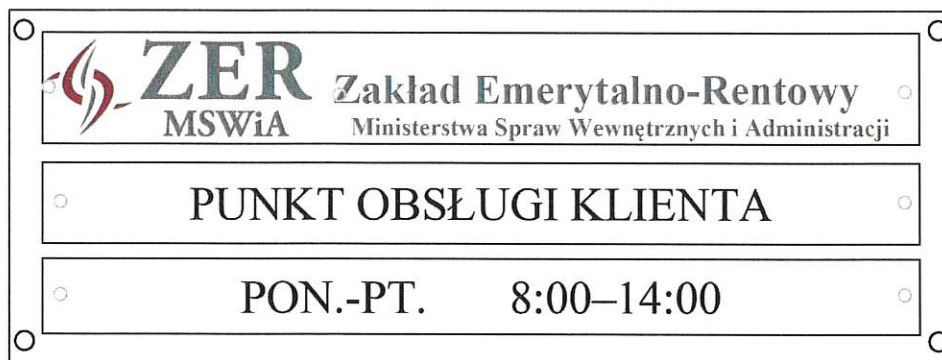 ZER
MSWiA
Zakład Emerytalno-Rentowy
Ministerstwa Spraw Wewnętrznych i Administracji
PUNKT OBSŁUGI KLIENTA
PON.-PT. 8:00–14:00